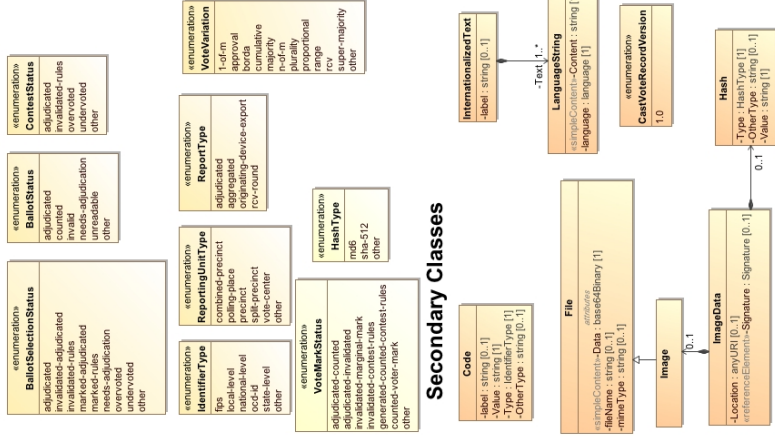 «enumeration»
BallotSelectionStatus
adjudicated
invalidated-adjudicated
invalidated-rules
marked-adjudicated
marked-rules
needs-adjudication
overvoted
undervoted
other
«enumeration»
BallotStatus
adjudicated
counted
invalid
needs-adjudication
unreadable
other
«enumeration»
ContestStatus
adjudicated
invalidated-rules
overvoted
undervoted
other
«enumeration»
IdentifierType
fips
local-level
national-level
ocd-id
state-level
other
«enumeration»
ReportingUnitType
combined-precinct
polling-place
precinct
split-precinct
vote-center
other
«enumeration»
ReportType
adjudicated
aggregated
originating-device-export
rcv-round
other
«enumeration»
VoteVariation
1-of-m
approval
borda
cumulative
majority
n-of-m
plurality
proportional
range
rcv
super-majority
other
«enumeration»
VoteMarkStatus
adjudicated-counted
adjudicated-invalidated
invalidated-marginal-mark
invalidated-contest-rules
generated-counted-contest-rules
counted-voter-mark
other
«enumeration»
HashType
md6
sha-512
other
Secondary Classes
Code
-label : string [0..1]
-Value : string [1]
-Type : IdentifierType [1]
-OtherType : string [0..1]
File
attributes
«simpleContent»-Data : base64Binary [1]
-fileName : string [0..1]
-mimeType : string [0..1]
InternationalizedText
-label : string [0..1]
-Text 1..*
LanguageString
«simpleContent»-Content : string [
-language : language [1]
«enumeration»
CastVoteRecordVersion
1.0
Image
0..1
ImageData
-Location : anyURI [0..1]
«referenceElement»-Signature : Signature [0..1]
0..1
0..1
Hash
-Type : HashType [1]
-OtherType : string [0..1]
-Value : string [1]